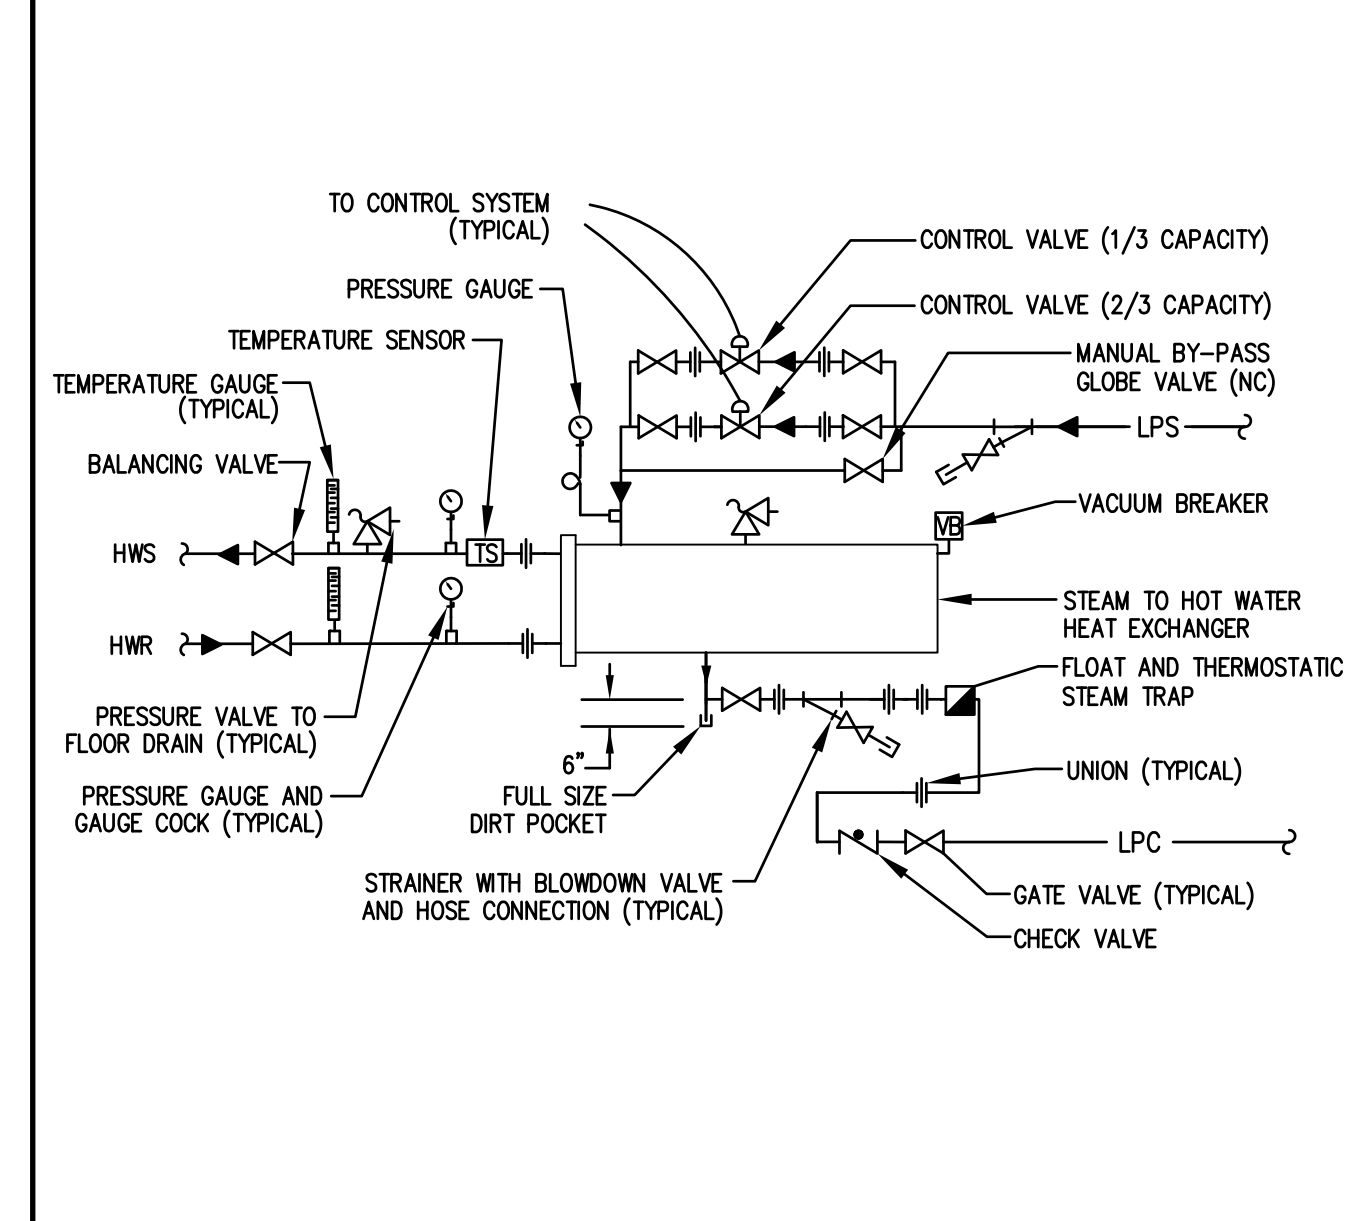 TO CONTROL SYSTEM
(TYPICAL)
CONTROL VALVE (1/3 CAPACITY)
PRESSURE GAUGE
CONTROL VALVE (2/3 CAPACITY)
TEMPERATURE SENSOR
MANUAL BY-PASS
GLOBE VALVE (NC)
TEMPERATURE GAUGE
(TYPICAL)
LPS
BALANCING VALVE
VACUUM BREAKER
VB
HWS
TS
STEAM TO HOT WATER
HEAT EXCHANGER
HWR
FLOAT AND THERMOSTATIC
STEAM TRAP
PRESSURE VALVE TO
FLOOR DRAIN (TYPICAL)
6"
UNION (TYPICAL)
PRESSURE GAUGE AND
GAUGE COCK (TYPICAL)
FULL SIZE
DIRT POCKET
LPC
STRAINER WITH BLOWDOWN VALVE
AND HOSE CONNECTION (TYPICAL)
GATE VALVE (TYPICAL)
CHECK VALVE